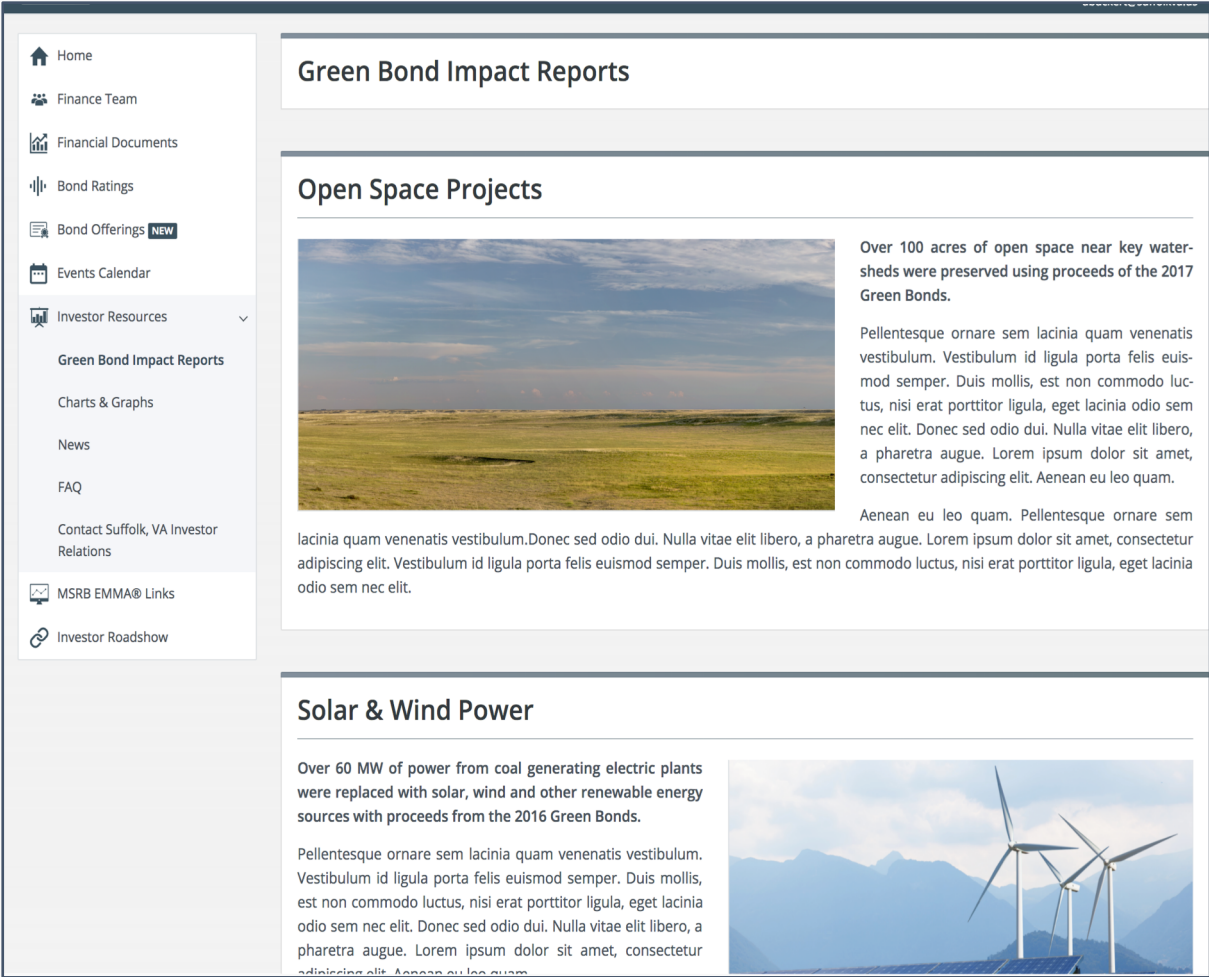 Home
Finance Team
Financial Documents
Bond Ratings
Bond Offerings NEW
Events Calendar
Investor Resources
Green Bond Impact Reports
Charts & Graphs
News
FAQ
Contact Suffolk, VA Investor
Relations
MSRB EMMA® Links
Investor Roadshow
Green Bond Impact Reports
Open Space Projects
Over 100 acres of open space near key water-
sheds were preserved using proceeds of the 2017
Green Bonds.
Pellentesque ornare sem lacinia quam venenatis
vestibulum. Vestibulum id ligula porta felis euis-
mod semper. Duis mollis, est non commodo luc-
tus, nisi erat porttitor ligula, eget lacinia odio sem
nec elit. Donec sed odio dui. Nulla vitae elit libero,
a pharetra augue. Lorem ipsum dolor sit amet,
consectetur adipiscing elit. Aenean eu leo quam.
Aenean eu leo quam. Pellentesque ornare sem
lacinia quam venenatis vestibulum.Donec sed odio dui. Nulla vitae elit libero, a pharetra augue. Lorem ipsum dolor sit amet, consectetur
adipiscing elit. Vestibulum id ligula porta felis euismod semper. Duis mollis, est non commodo luctus, nisi erat porttitor ligula, eget lacinia
odio sem nec elit.
Solar & Wind Power
Over 60 MW of power from coal generating electric plants
were replaced with solar, wind and other renewable energy
sources with proceeds from the 2016 Green Bonds.
Pellentesque ornare sem lacinia quam venenatis vestibulum.
Vestibulum id ligula porta felis euismod semper. Duis mollis,
est non commodo luctus, nisi erat porttitor ligula, eget lacinia
odio sem nec elit. Donec sed odio dui. Nulla vitae elit libero, a
pharetra augue. Lorem ipsum dolor sit amet, consectetur
adipiscing elit. Aenean eu leo quam.